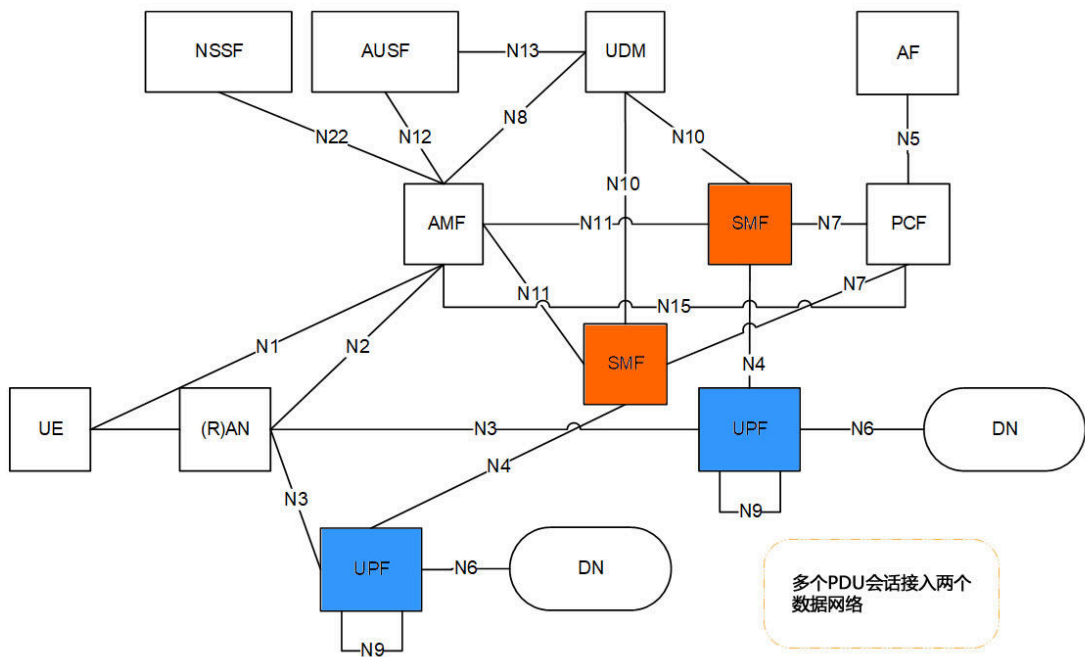 NSSF
AUSF
N13
UDM
AF
N22
N12
N8
N10
N5
N10
AMF
N11
SMF
N7
PCF
N11
N15
N7
N1
N2
SMF
N4
UE
(R)AN
N3
UPF
N6
DN
N4
N3
N9
UPF
N6
DN
N9
多个PDU会话接入两个
数据网络